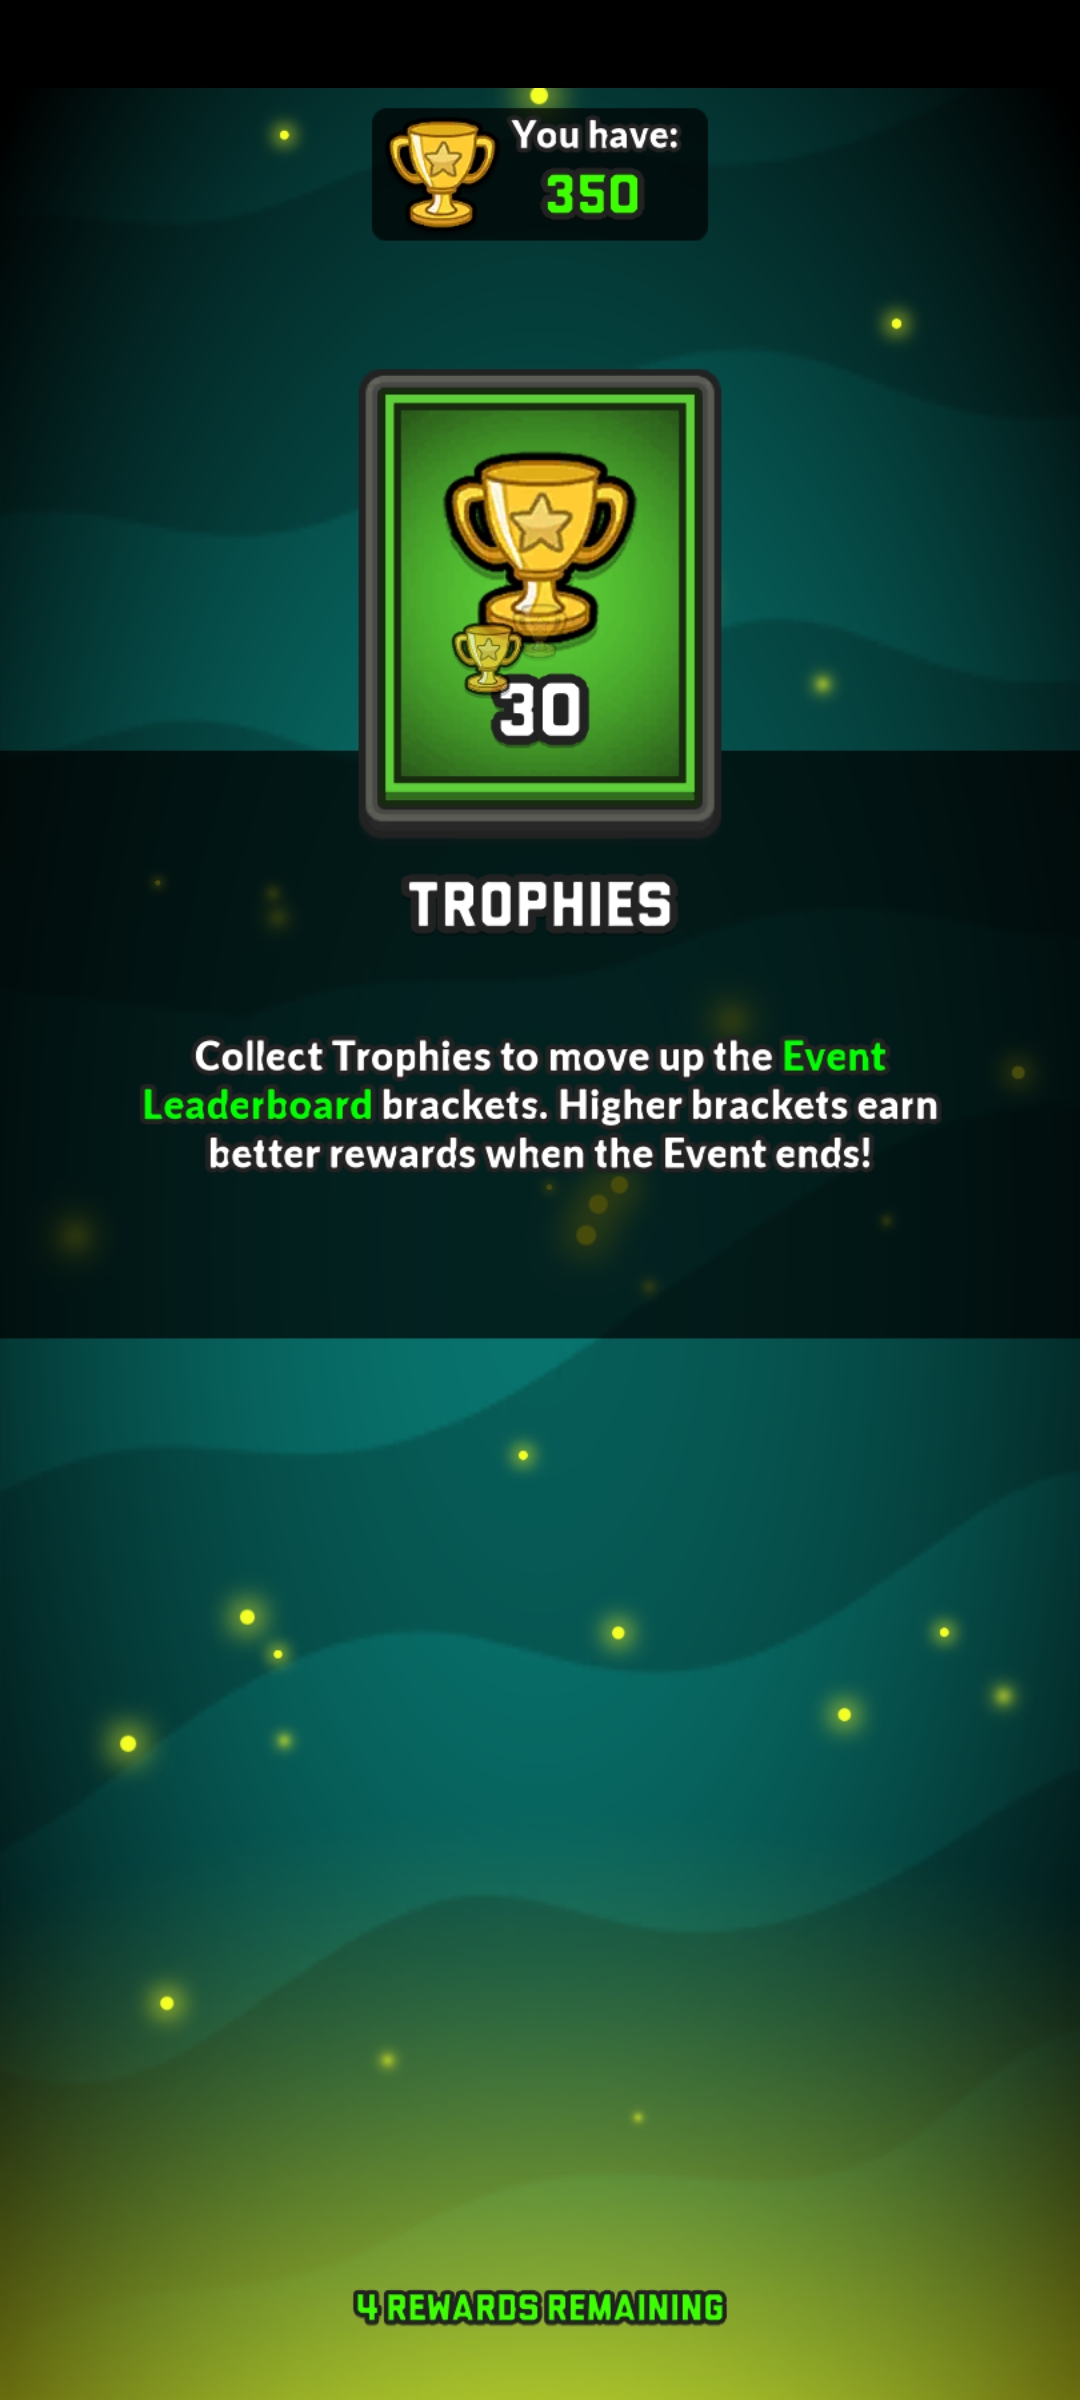 You have:
350
30
TROPHIES
Collect Trophies to move up the Event
Leaderboard brackets. Higher brackets earn
better rewards when the Event ends!
4 REWARDS REMAINING